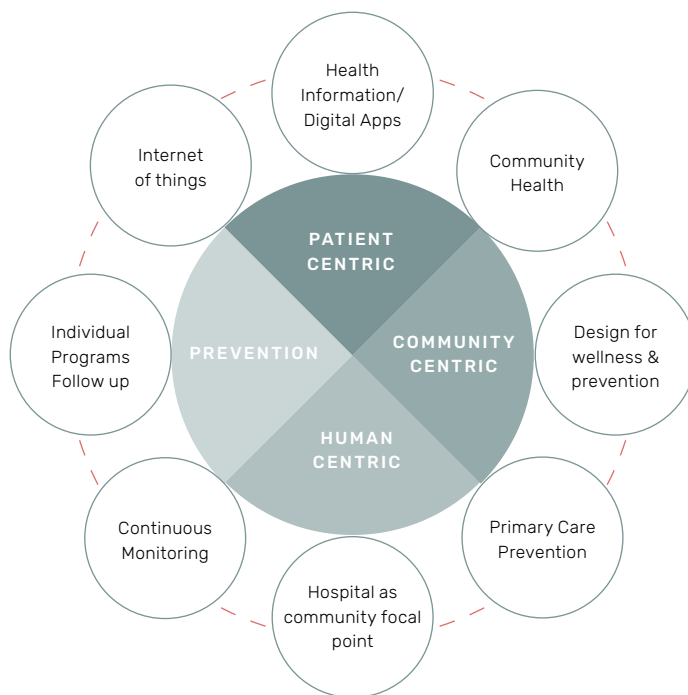 Health
Information/
Digital Apps
Internet
of things
Community
Health
PATIENT
CENTRIC
Individual
Programs
Follow up
PREVENTION
COMMUNITY
CENTRIC
Design for
wellness &
prevention
HUMAN
CENTRIC
Continuous
Monitoring
Primary Care
Prevention
Hospital as
community focal
point